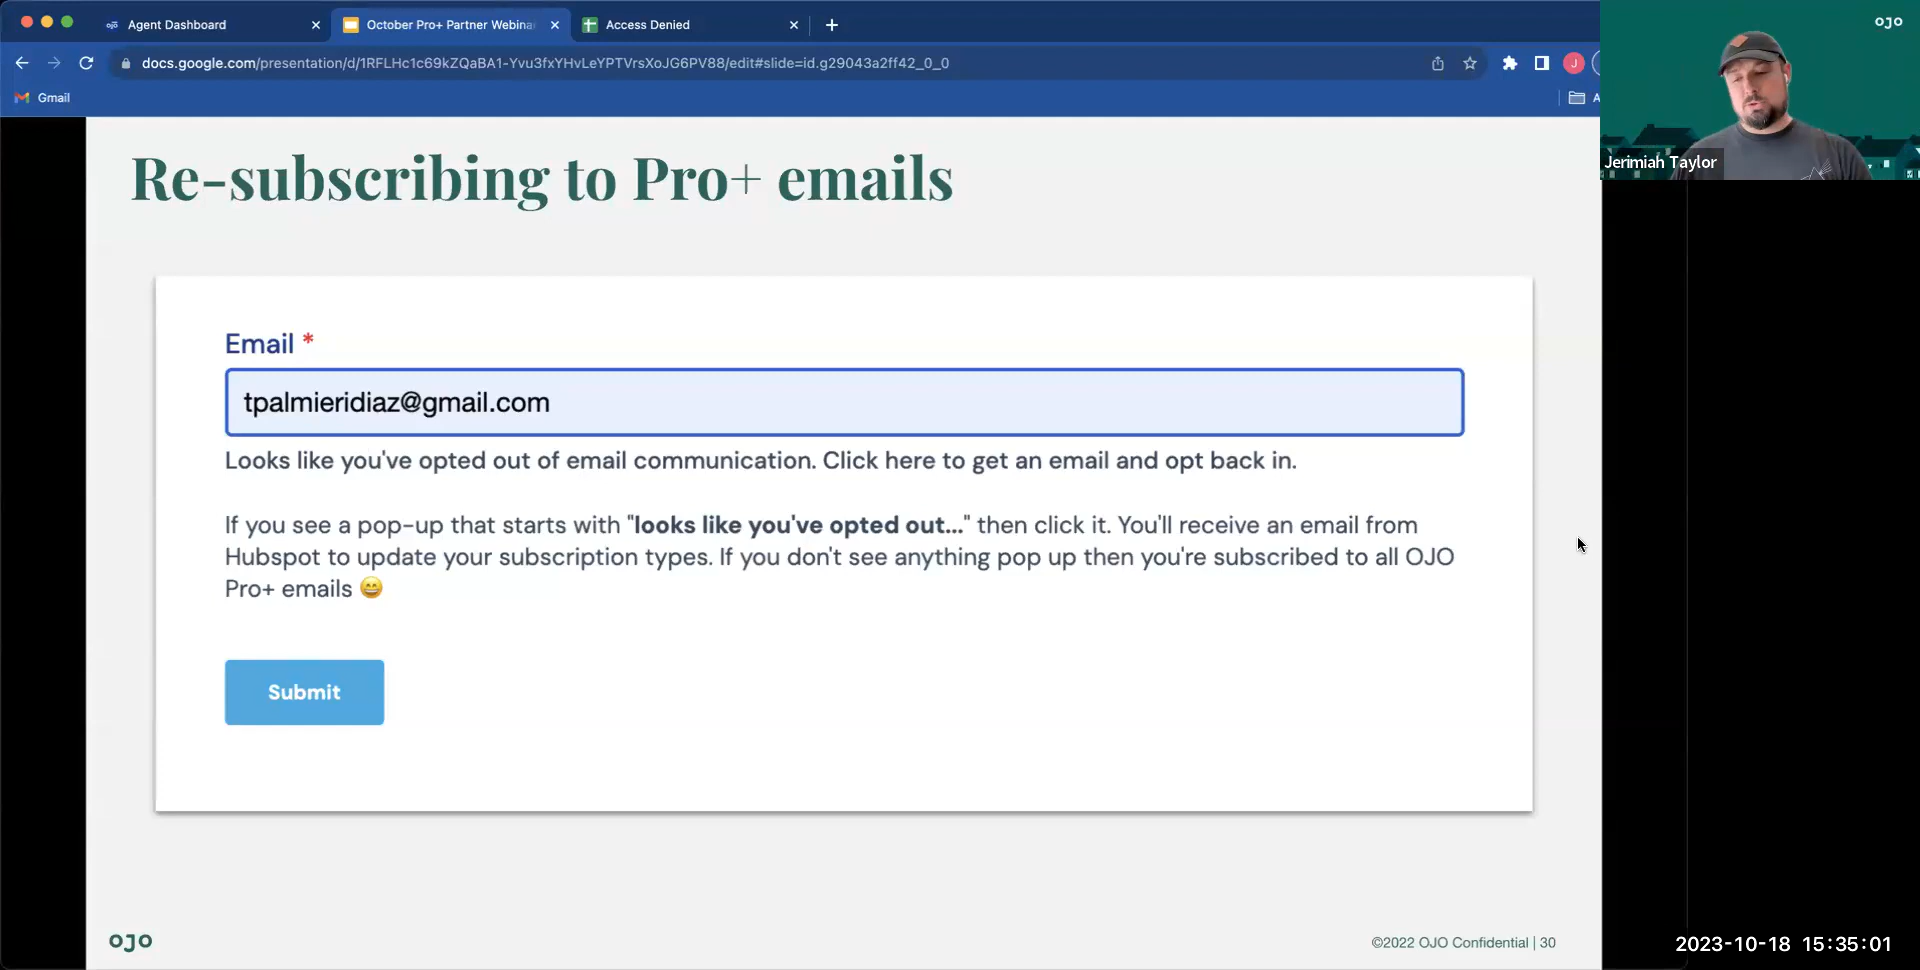 Agent Dashboard
October Pro+ Partner Webina
Access Denied
docs.google.com/presentation/d/1RFLHc1c69kZQaBA1-Yvu3fxYHvLeYPTVrsXoJG6PV88/edit#slide=id.g29043a2ff42_0_0
J
Gmail
A
ojo
Jerimiah Taylor
Re-subscribing to Pro+ emails
Email *
tpalmieridiaz@gmail.com
Looks like you've opted out of email communication. Click here to get an email and opt back in.
If you see a pop-up that starts with "looks like you've opted out..." then click it. You'll receive an email from
Hubspot to update your subscription types. If you don't see anything pop up then you're subscribed to all OJO
Pro+ emails 😄
Submit
ojo
©2022 OJO Confidential | 30
2023-10-18 15:35:01